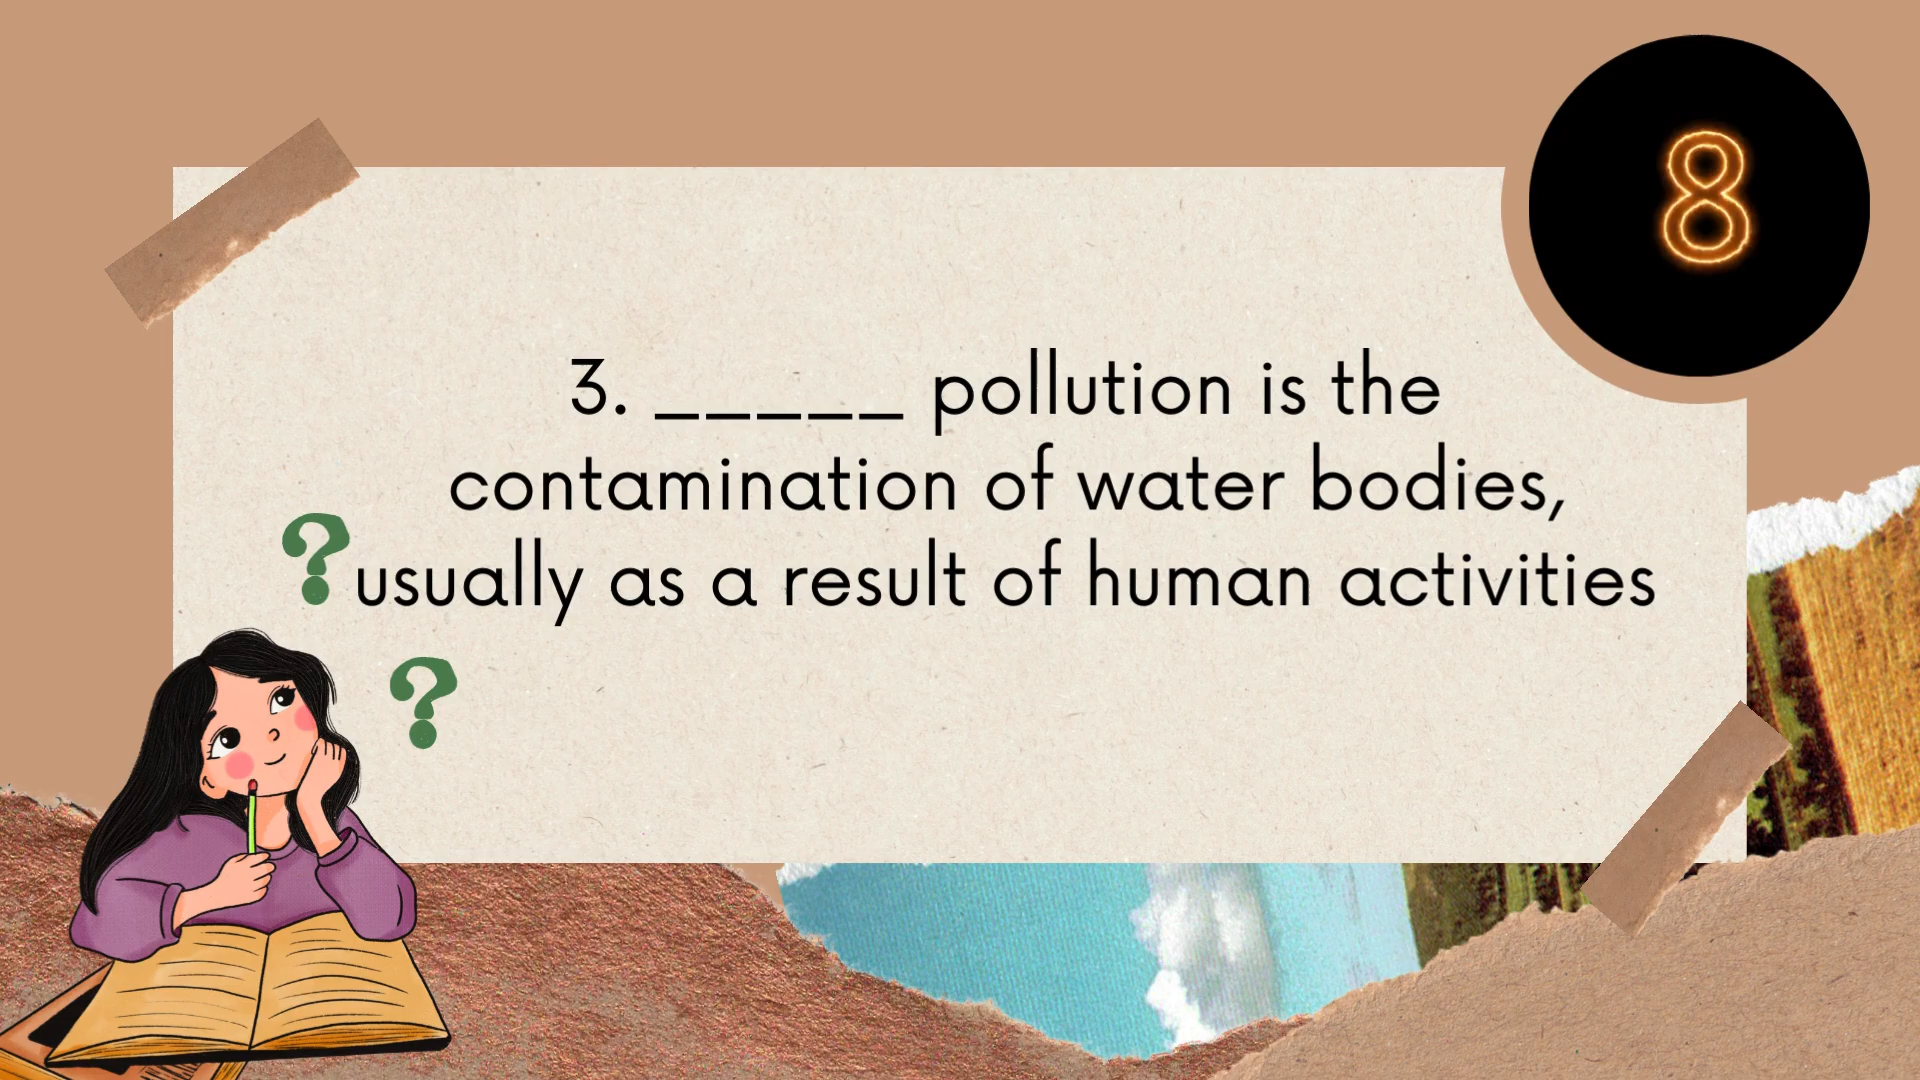 8
3. _____ pollution is the
contamination of water bodies,
usually as a result of human activities
?
?